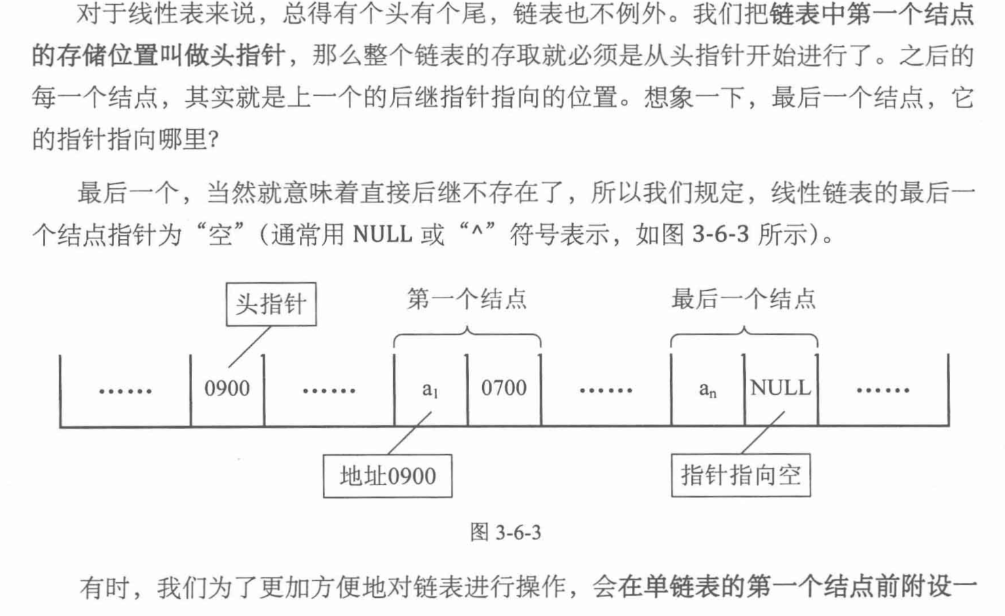 对于线性表来说，总得有个头有个尾，链表也不例外。我们把链表中第一个结点
的存储位置叫做头指针，那么整个链表的存取就必须是从头指针开始进行了。之后的
每一个结点，其实就是上一个的后继指针指向的位置。想象一下，最后一个结点，它
的指针指向哪里?
最后一个，当然就意味着直接后继不存在了，所以我们规定，线性链表的最后一
个结点指针为“空”（通常用 NULL 或“^”符号表示，如图 3-6-3 所示）。
头指针 第一个结点 最后一个结点
…… 0900 …… a₁ 0700 …… aₙ NULL ……
地址0900 指针指向空
图 3-6-3
有时，我们为了更加方便地对链表进行操作，会在单链表的第一个结点前附设一